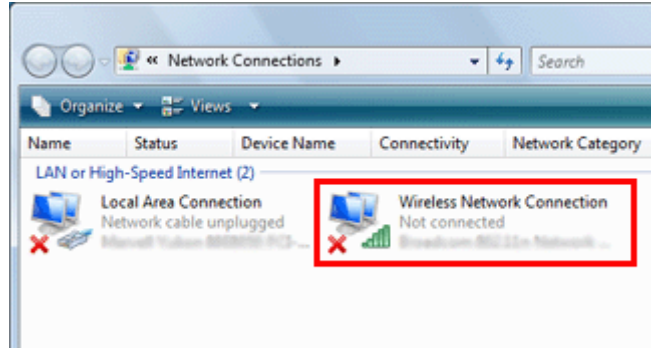 « Network Connections
Search
Organize Views
Name Status Device Name Connectivity Network Category
LAN or High-Speed Internet (2)
Local Area Connection
Network cable unplugged
Wireless Network Connection
Not connected